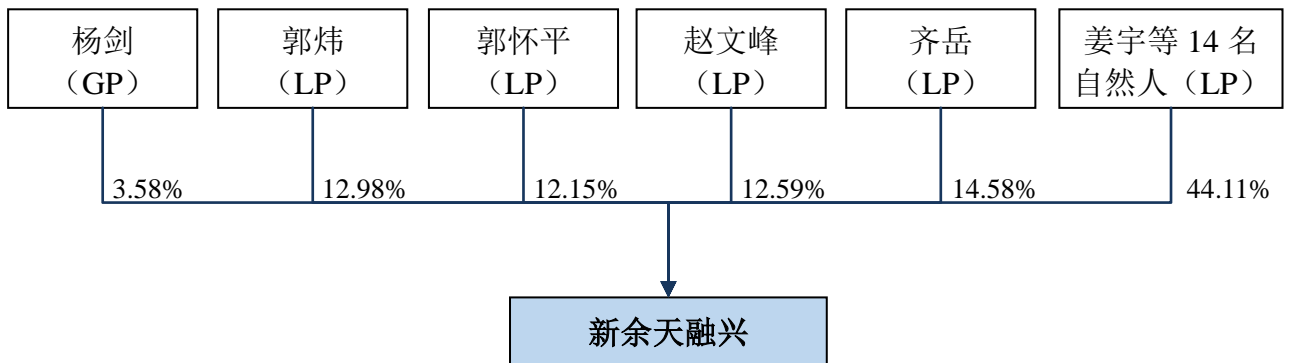 杨剑
（GP）
郭炜
（LP）
郭怀平
（LP）
赵文峰
（LP）
齐岳
（LP）
姜宇等 14 名
自然人（LP）
3.58%
12.98%
12.15%
12.59%
14.58%
44.11%
新余天融兴